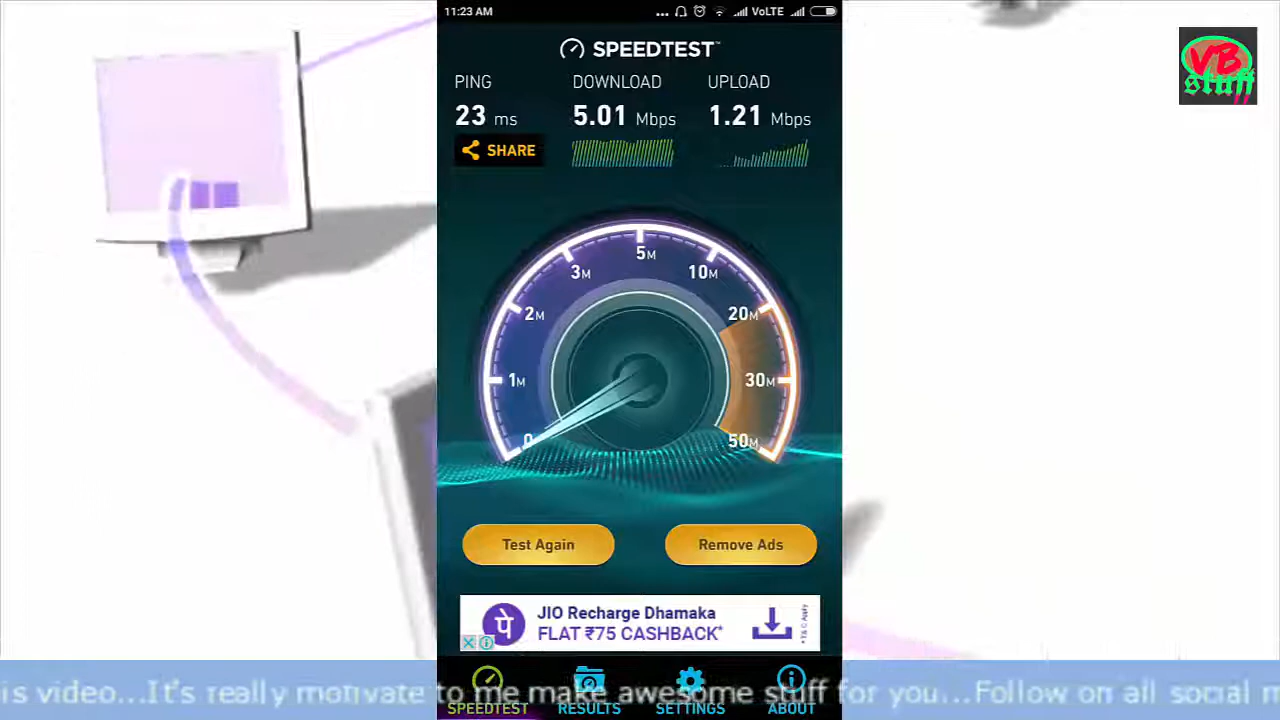 11:23 AM
... VoLTE
SPEEDTEST™
PING DOWNLOAD UPLOAD
23 ms 5.01 Mbps 1.21 Mbps
SHARE
5M
3M 10M
2M 20M
1M 30M
0 50M
Test Again Remove Ads
पे JIO Recharge Dhamaka
FLAT ₹75 CASHBACK*
*T& C Apply
is video...It's really motivate to me make awesome stuff for you...Follow on all social m
SPEEDTEST RESULTS SETTINGS ABOUT
VB
stuff